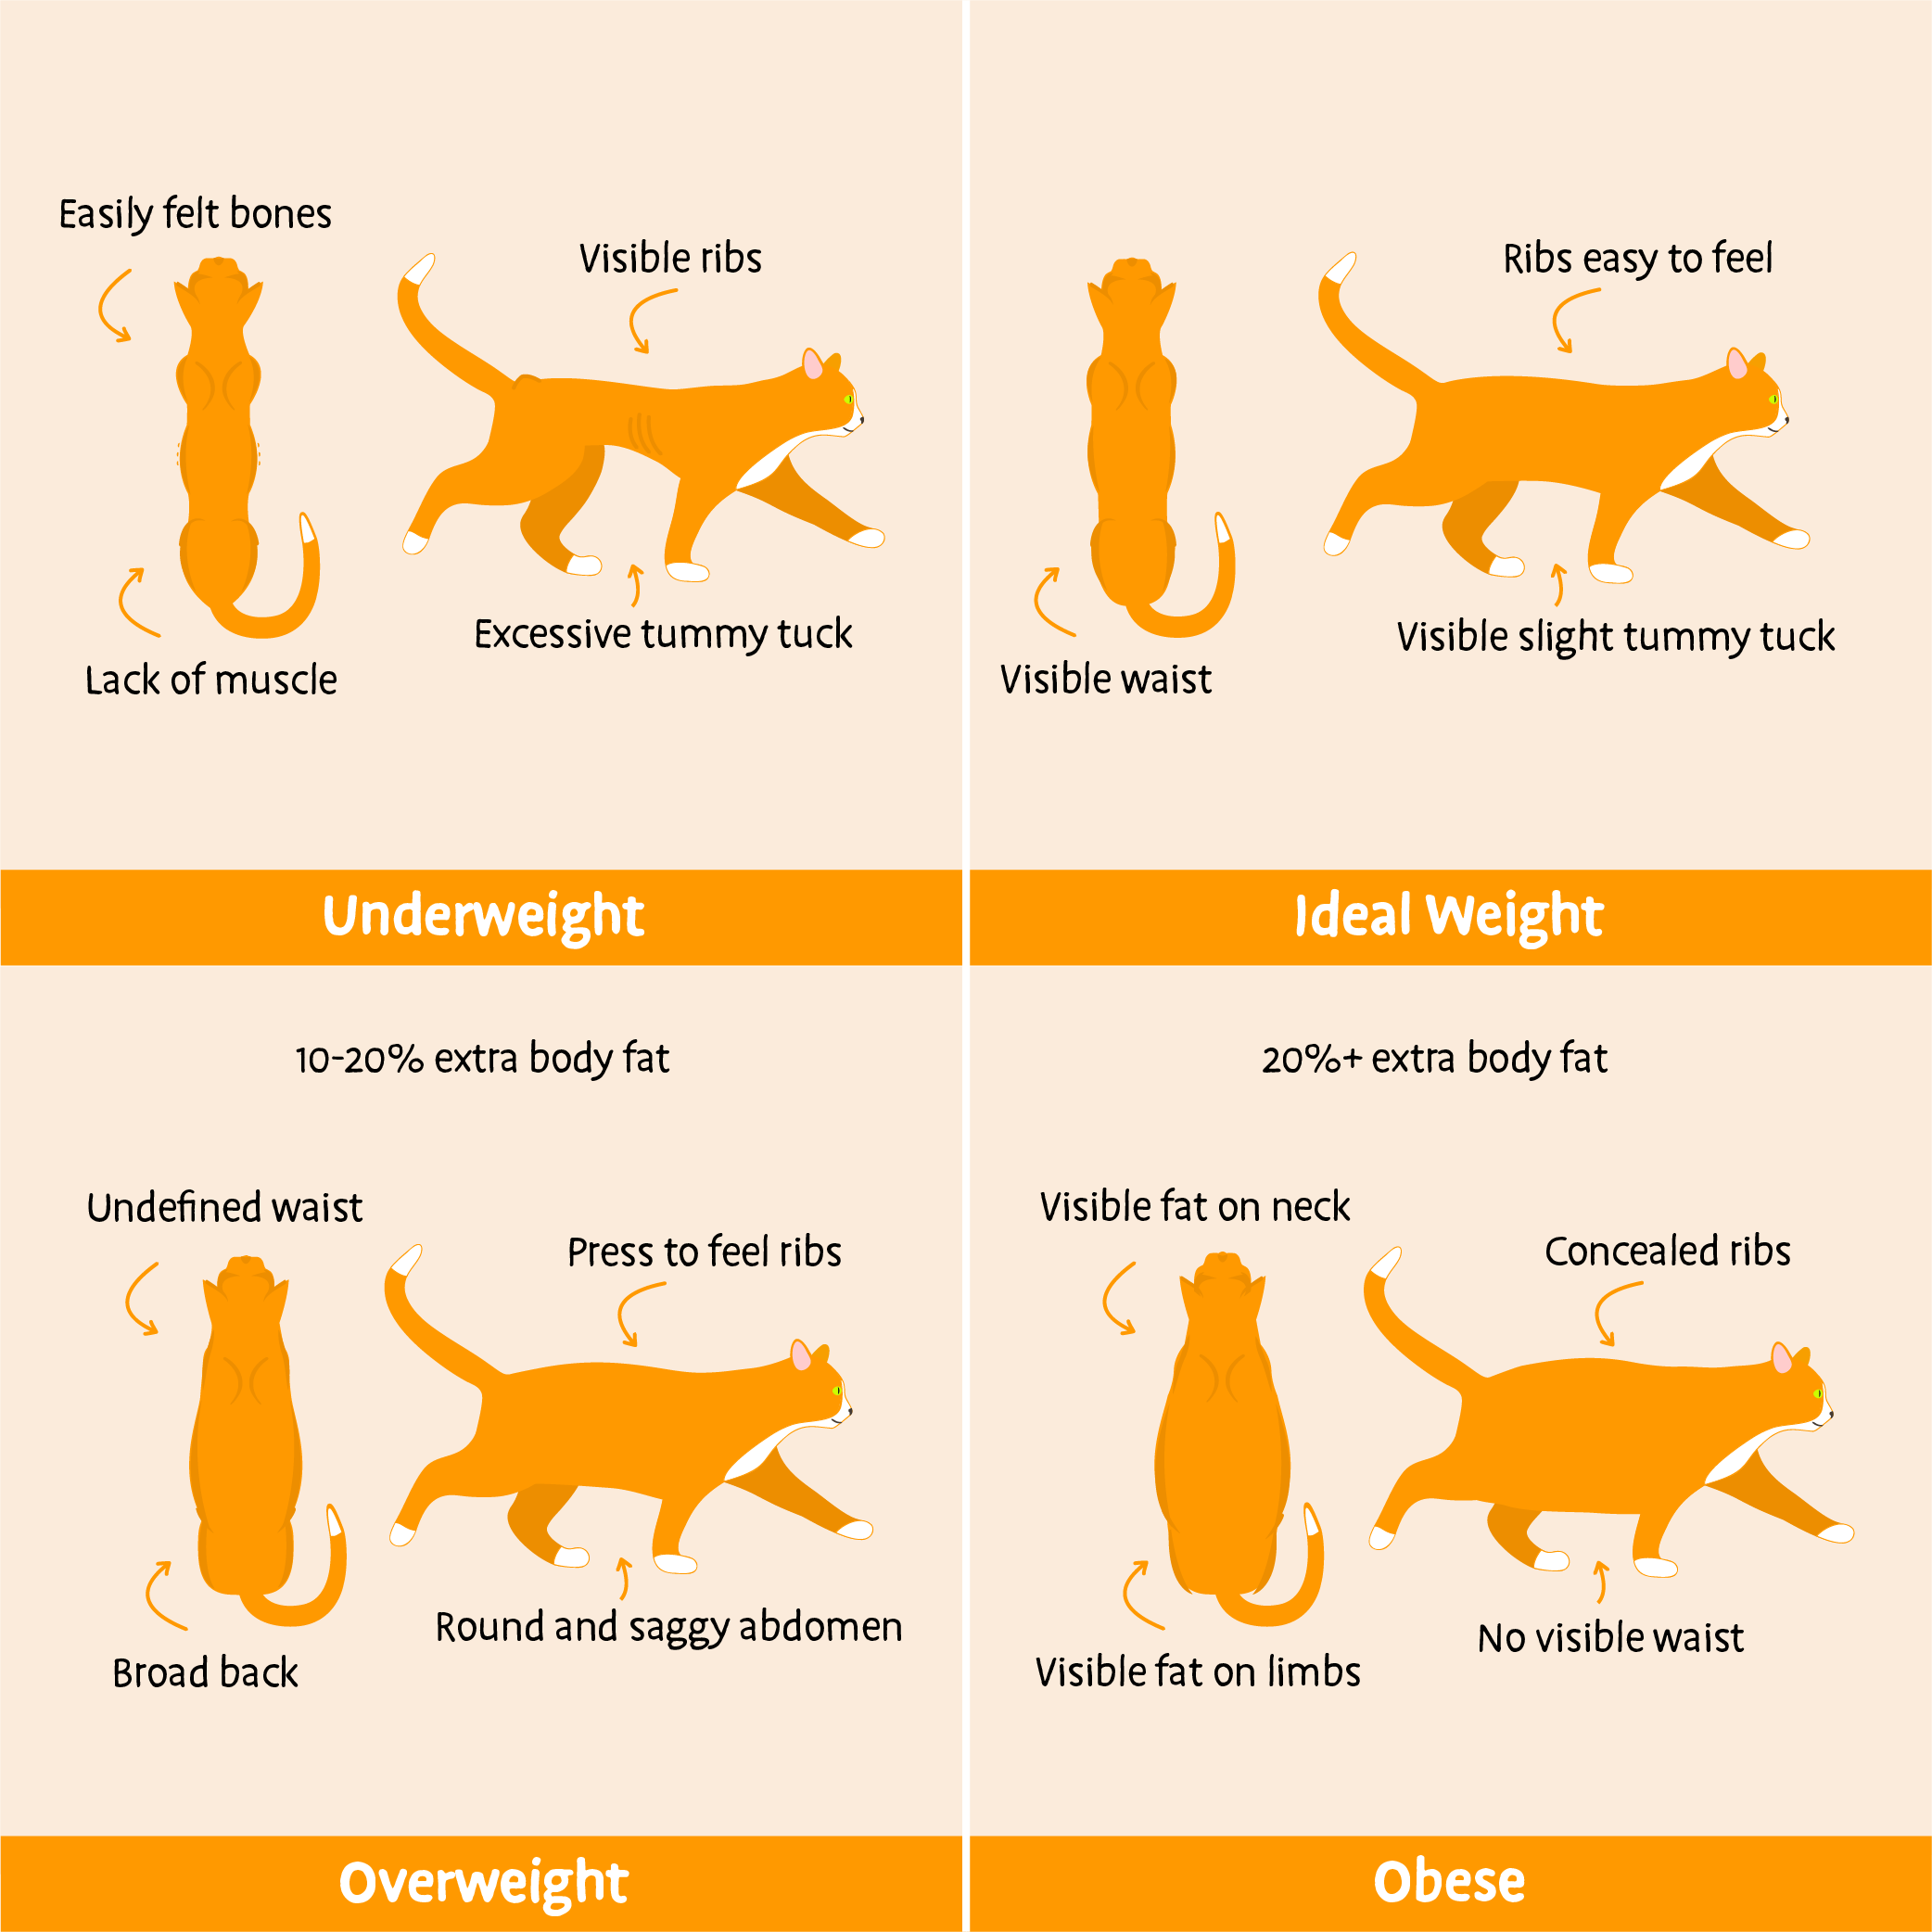 Easily felt bones
Visible ribs
Excessive tummy tuck
Lack of muscle
Underweight
Ribs easy to feel
Visible slight tummy tuck
Visible waist
Ideal Weight
10-20% extra body fat
Undefined waist
Press to feel ribs
Round and saggy abdomen
Broad back
Overweight
20%+ extra body fat
Visible fat on neck
Concealed ribs
No visible waist
Visible fat on limbs
Obese